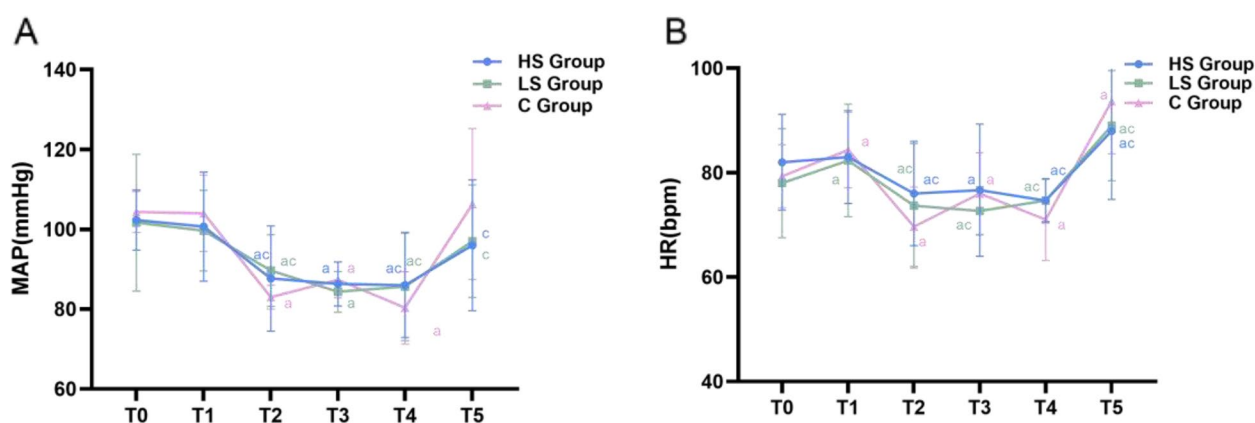 A
HS Group
LS Group
C Group
140
120
100
80
60
MAP(mmHg)
ac ac a a ac ac c
a a a c
T0 T1 T2 T3 T4 T5
B
HS Group
LS Group
C Group
100
80
60
40
HR(bpm)
a a
a ac ac
ac ac a a ac ac
a ac a
T0 T1 T2 T3 T4 T5